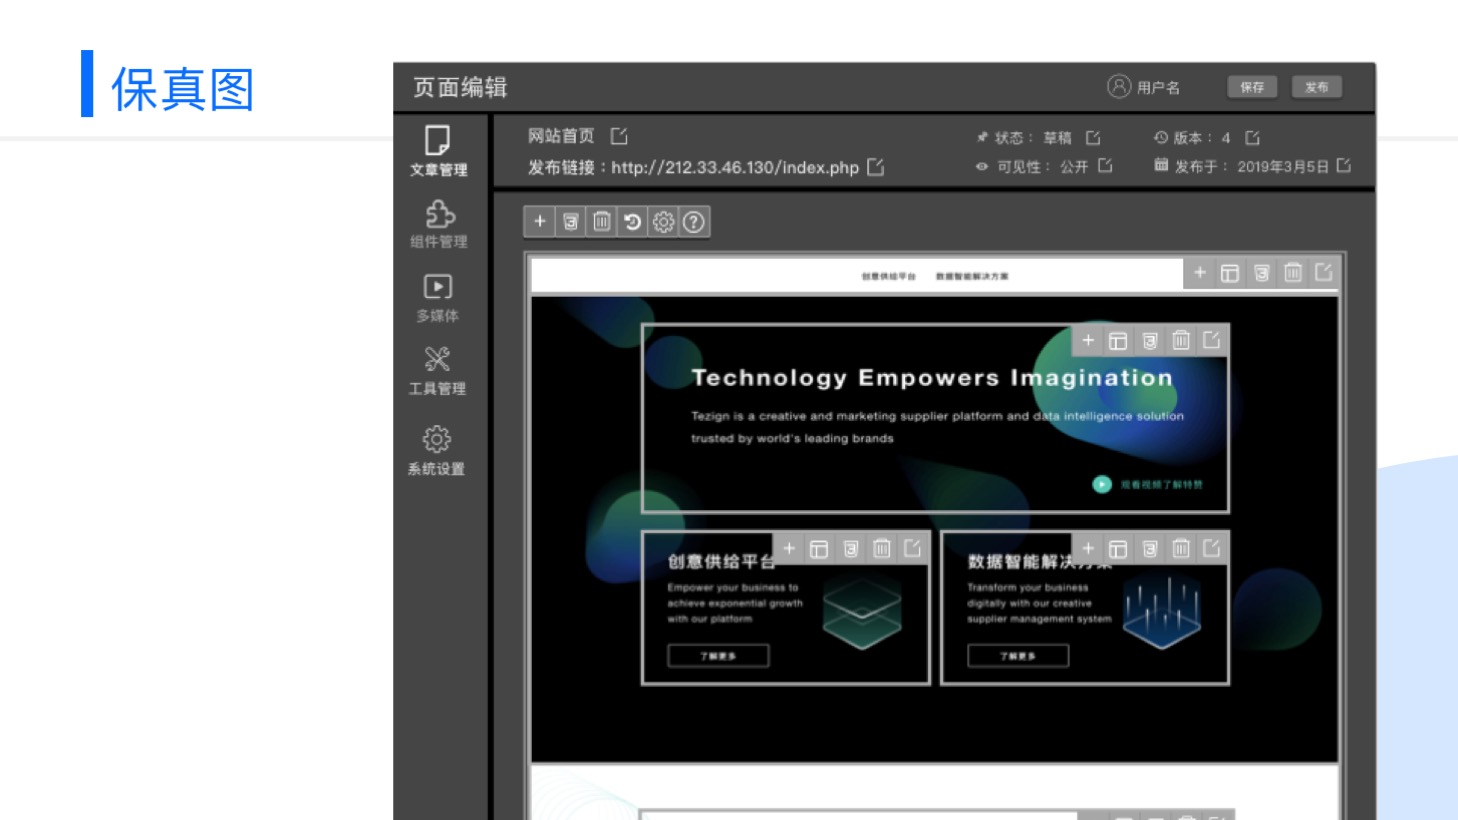 保真图
页面编辑
用户名
保存
发布
文章管理
组件管理
多媒体
工具管理
系统设置
网站首页
发布链接：http://212.33.46.130/index.php
状态： 草稿
版本： 4
可见性： 公开
发布于： 2019年3月5日
创意供给平台 数据智能解决方案
Technology Empowers Imagination
Tezign is a creative and marketing supplier platform and data intelligence solution
trusted by world's leading brands
观看视频了解特赞
创意供给平台
Empower your business to
achieve exponential growth
with our platform
了解更多
数据智能解决方案
Transform your business
digitally with our creative
supplier management system
了解更多